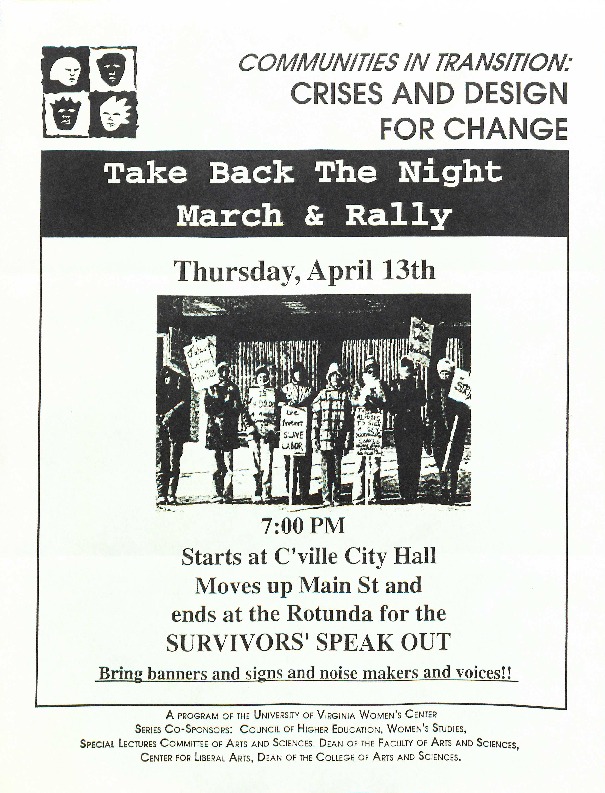 COMMUNITIES IN TRANSITION:
CRISES AND DESIGN
FOR CHANGE
Take Back The Night
March & Rally
Thursday, April 13th
SLAVE
LABOR
7:00 PM
Starts at C'ville City Hall
Moves up Main St and
ends at the Rotunda for the
SURVIVORS' SPEAK OUT
Bring banners and signs and noise makers and voices!!
A PROGRAM OF THE UNIVERSITY OF VIRGINIA WOMEN'S CENTER
SERIES CO-SPONSORS: COUNCIL OF HIGHER EDUCATION, WOMEN'S STUDIES,
SPECIAL LECTURES COMMITTEE OF ARTS AND SCIENCES, DEAN OF THE FACULTY OF ARTS AND SCIENCES,
CENTER FOR LIBERAL ARTS, DEAN OF THE COLLEGE OF ARTS AND SCIENCES.